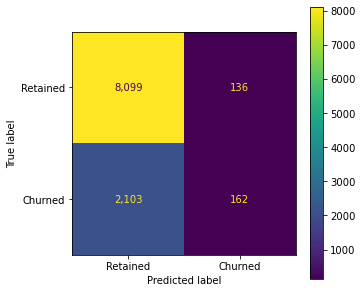 8000
7000
6000
5000
4000
3000
2000
1000
True label
Retained
8,099
136
Churned
2,103
162
Retained
Churned
Predicted label